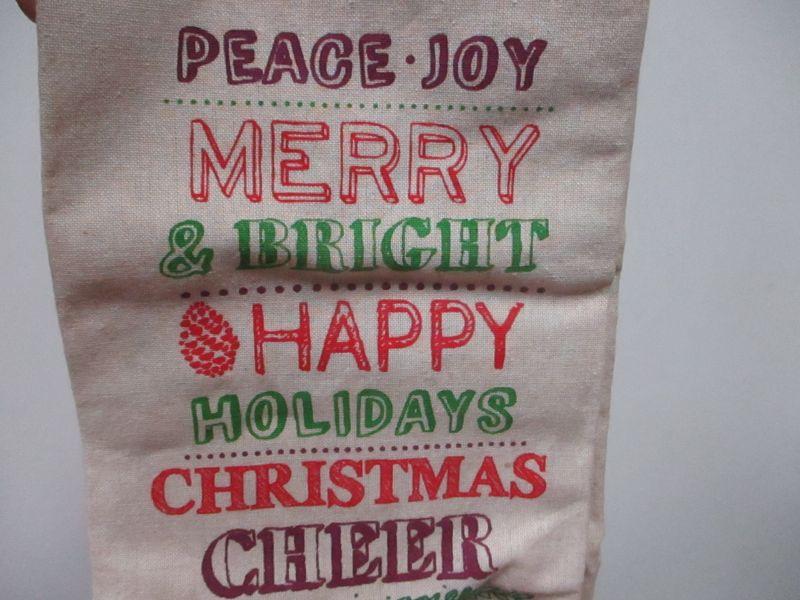 PEACE · JOY
MERRY
& BRIGHT
HAPPY
HOLIDAYS
CHRISTMAS
CHEER